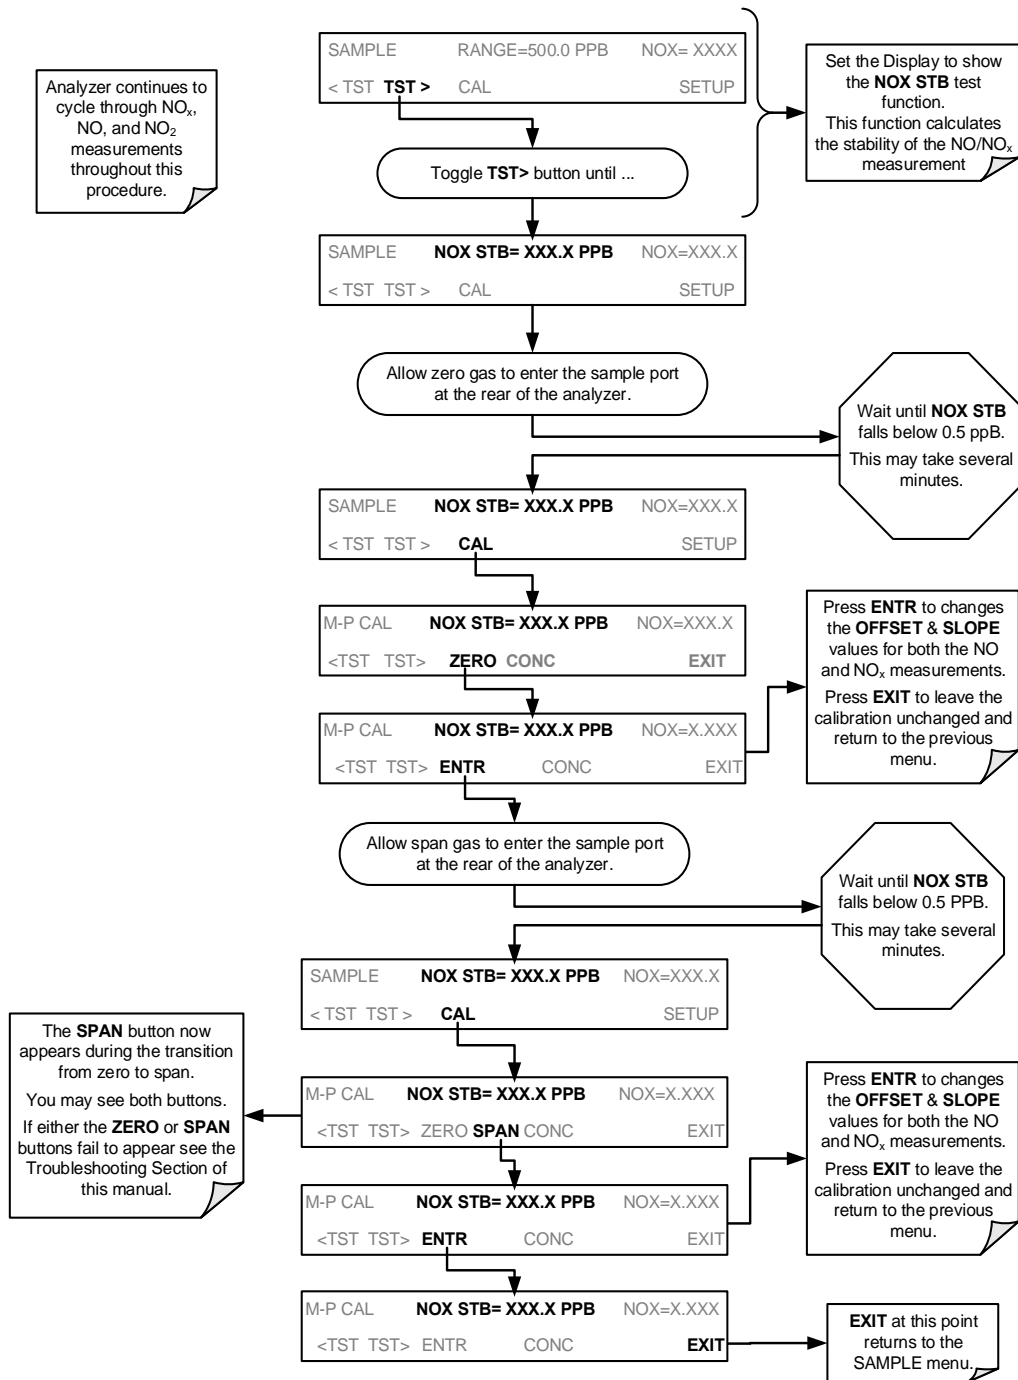 SAMPLE RANGE=500.0 PPB NOX= XXXX
< TST TST > CAL SETUP
Analyzer continues to
cycle through NOx,
NO, and NO2
measurements
throughout this
procedure.
Set the Display to show
the NOX STB test
function.
This function calculates
the stability of the NO/NOx
measurement
Toggle TST> button until ...
SAMPLE NOX STB= XXX.X PPB NOX=XXX.X
< TST TST > CAL SETUP
Allow zero gas to enter the sample port
at the rear of the analyzer.
Wait until NOX STB
falls below 0.5 ppB.
This may take several
minutes.
SAMPLE NOX STB= XXX.X PPB NOX=XXX.X
< TST TST > CAL SETUP
M-P CAL NOX STB= XXX.X PPB NOX=XXX.X
<TST TST> ZERO CONC EXIT
M-P CAL NOX STB= XXX.X PPB NOX=X.XXX
<TST TST> ENTR CONC EXIT
Press ENTR to changes
the OFFSET & SLOPE
values for both the NO
and NOx measurements.
Press EXIT to leave the
calibration unchanged and
return to the previous
menu.
Allow span gas to enter the sample port
at the rear of the analyzer.
Wait until NOX STB
falls below 0.5 PPB.
This may take several
minutes.
SAMPLE NOX STB= XXX.X PPB NOX=XXX.X
< TST TST > CAL SETUP
The SPAN button now
appears during the transition
from zero to span.
You may see both buttons.
If either the ZERO or SPAN
buttons fail to appear see the
Troubleshooting Section of
this manual.
M-P CAL NOX STB= XXX.X PPB NOX=X.XXX
<TST TST> ZERO SPAN CONC EXIT
M-P CAL NOX STB= XXX.X PPB NOX=X.XXX
<TST TST> ENTR CONC EXIT
Press ENTR to changes
the OFFSET & SLOPE
values for both the NO
and NOx measurements.
Press EXIT to leave the
calibration unchanged and
return to the previous
menu.
M-P CAL NOX STB= XXX.X PPB NOX=X.XXX
<TST TST> ENTR CONC EXIT
EXIT at this point
returns to the
SAMPLE menu.